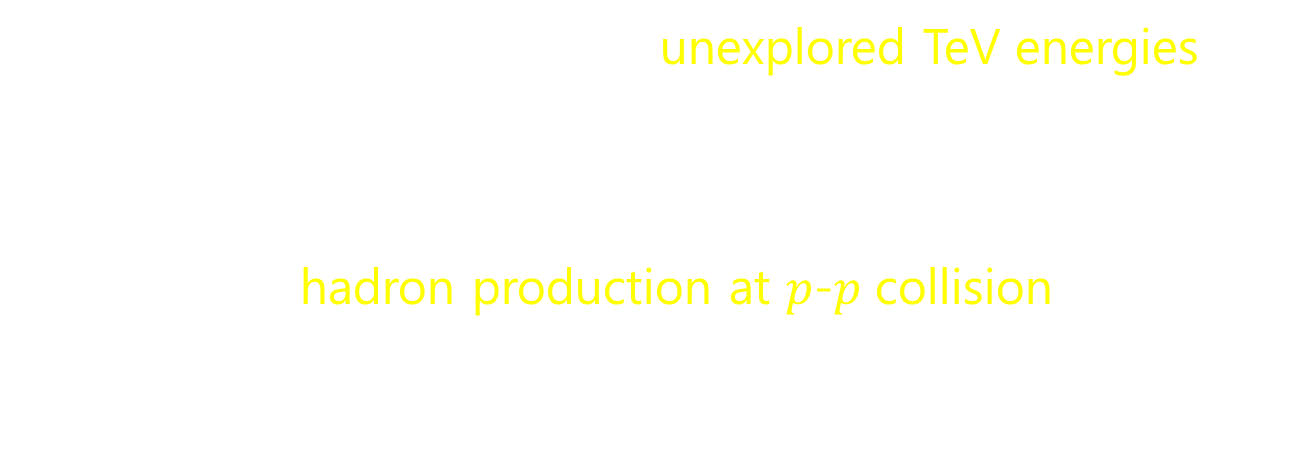 unexplored TeV energies
hadron production at 𝑝-𝑝 collision